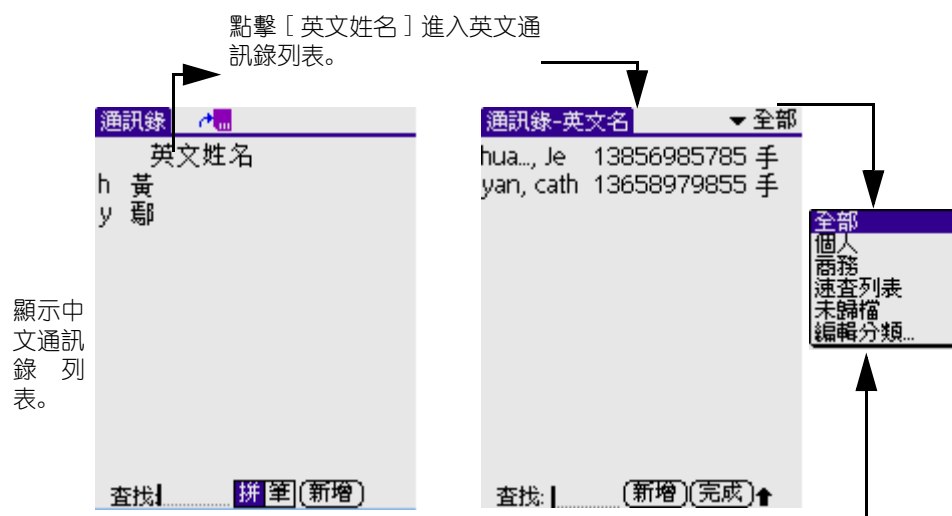 點擊［英文姓名］進入英文通
訊錄列表。
通訊錄
英文姓名
h 黃
y 鄢
顯示中
文通訊
錄 列
表。
查找:
拼 筆 新增
通訊錄-英文名 全部
hua..., Je 13856985785 手
yan, cath 13658979855 手
查找:
新增 完成
全部
個人
商務
速查列表
未歸檔
編輯分類...